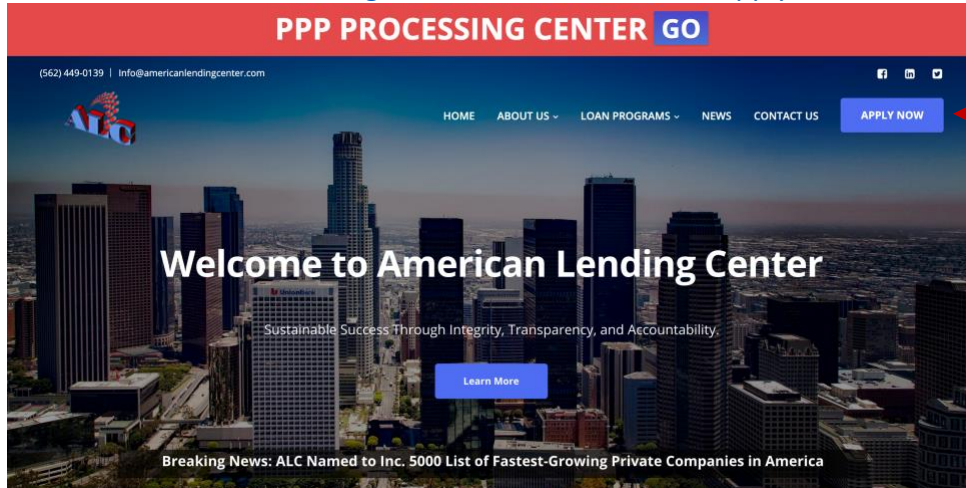 PPP PROCESSING CENTER GO
(562) 449-0139 | Info@americanlendingcenter.com
ALC
HOME ABOUT US LOAN PROGRAMS NEWS CONTACT US APPLY NOW
Welcome to American Lending Center
UnionBank
Sustainable Success Through Integrity, Transparency, and Accountability.
Learn More
Breaking News: ALC Named to Inc. 5000 List of Fastest-Growing Private Companies in America